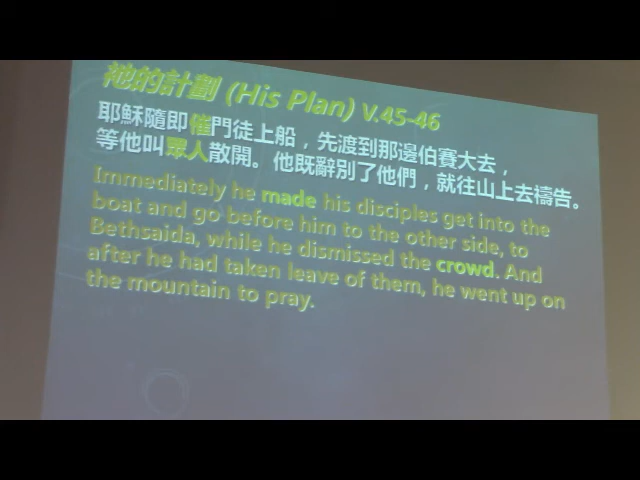 祂的計劃 (His Plan) V.45-46
耶穌隨即催門徒上船，先渡到那邊伯賽大去，
等他叫眾人散開。他既辭別了他們，就往山上去禱告。
Immediately he made his disciples get into the
boat and go before him to the other side, to
Bethsaida, while he dismissed the crowd. And
after he had taken leave of them, he went up on
the mountain to pray.